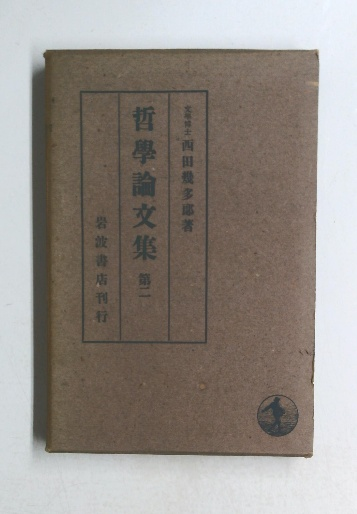 文學博士 西田幾多郎著
哲學論文集 第二
岩波書店刊行